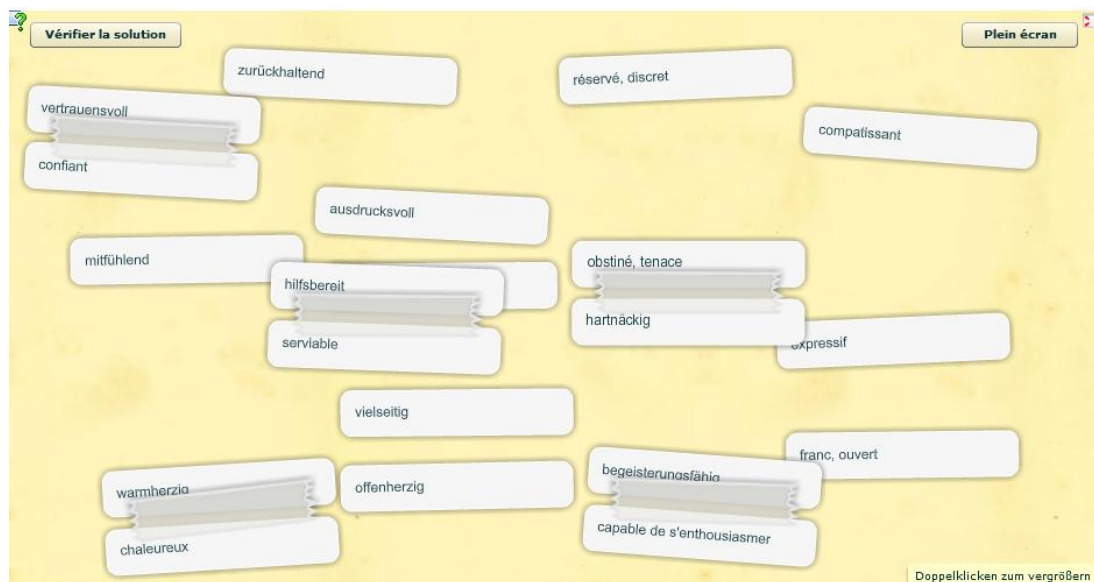 Vérifier la solution
Plein écran
zurückhaltend
réservé, discret
vertrauensvoll
confiant
compatissant
ausdrucksvoll
mitfühlend
hilfsbereit
serviable
obstiné, tenace
hartnäckig
expressif
vielseitig
franc, ouvert
warmherzig
chaleureux
offenherzig
begeisterungsfähig
capable de s'enthousiasmer
Doppelklicken zum vergrößern